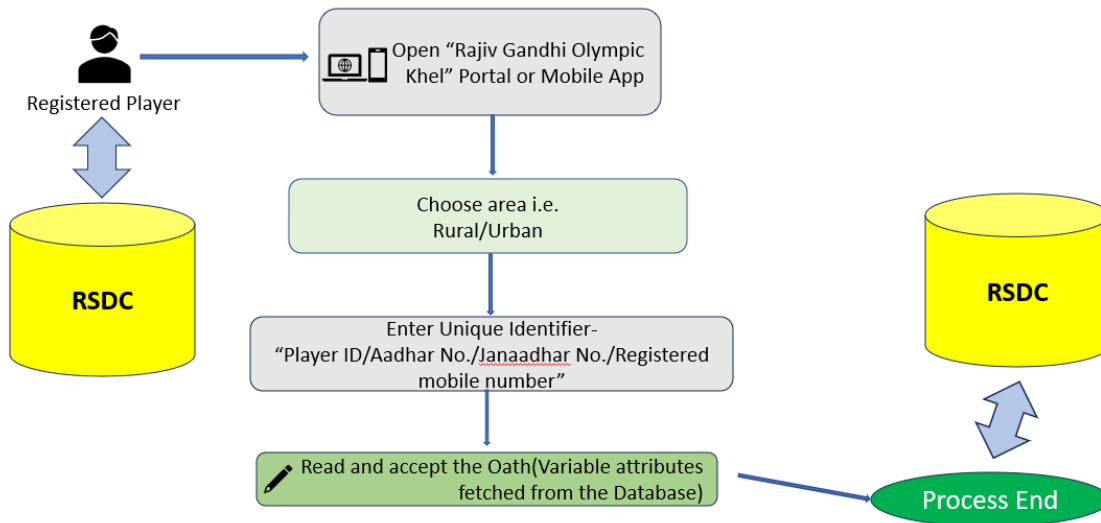 Registered Player
Open “Rajiv Gandhi Olympic
Khel” Portal or Mobile App
Choose area i.e.
Rural/Urban
RSDC
RSDC
Enter Unique Identifier-
“Player ID/Aadhar No./Janaadhar No./Registered
mobile number”
Read and accept the Oath(Variable attributes
fetched from the Database)
Process End